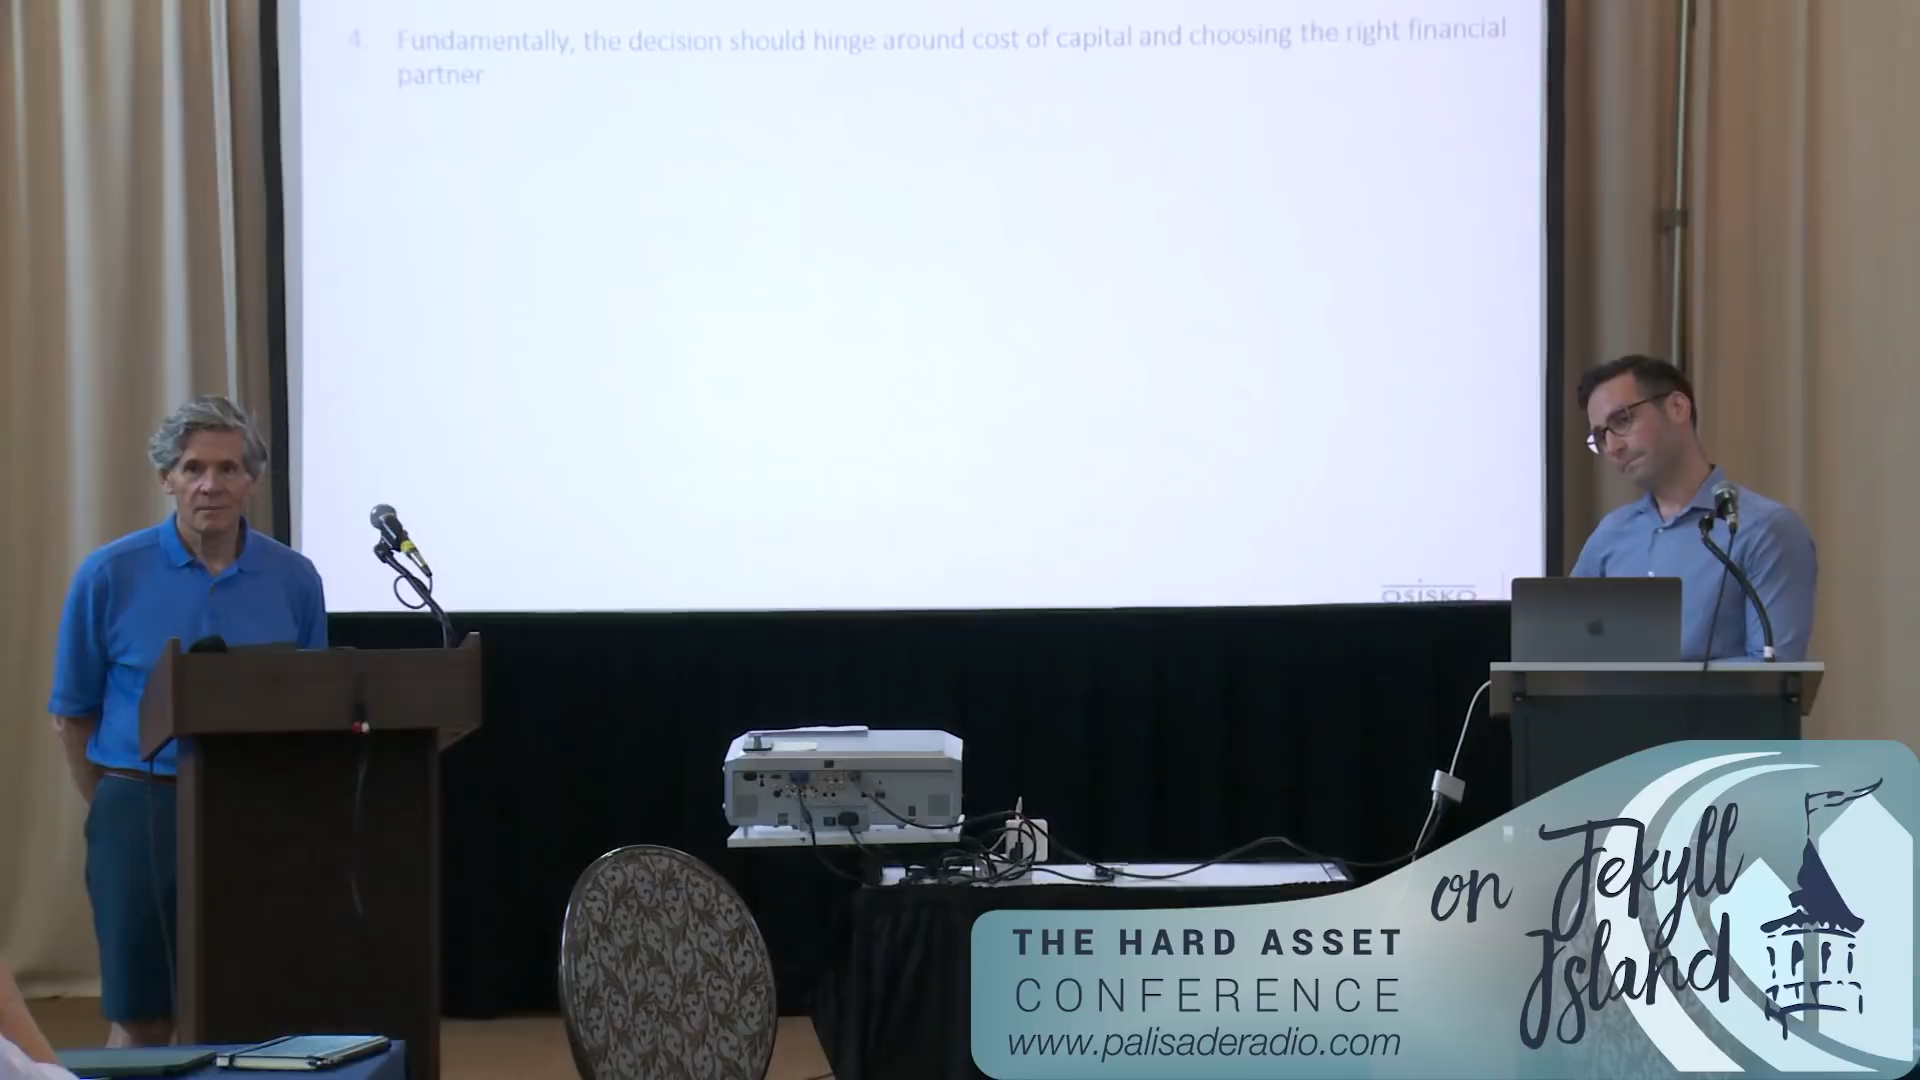 4. Fundamentally, the decision should hinge around cost of capital and choosing the right financial
partner
OSISKO
on Jekyll
Island
THE HARD ASSET
CONFERENCE
www.palisaderadio.com